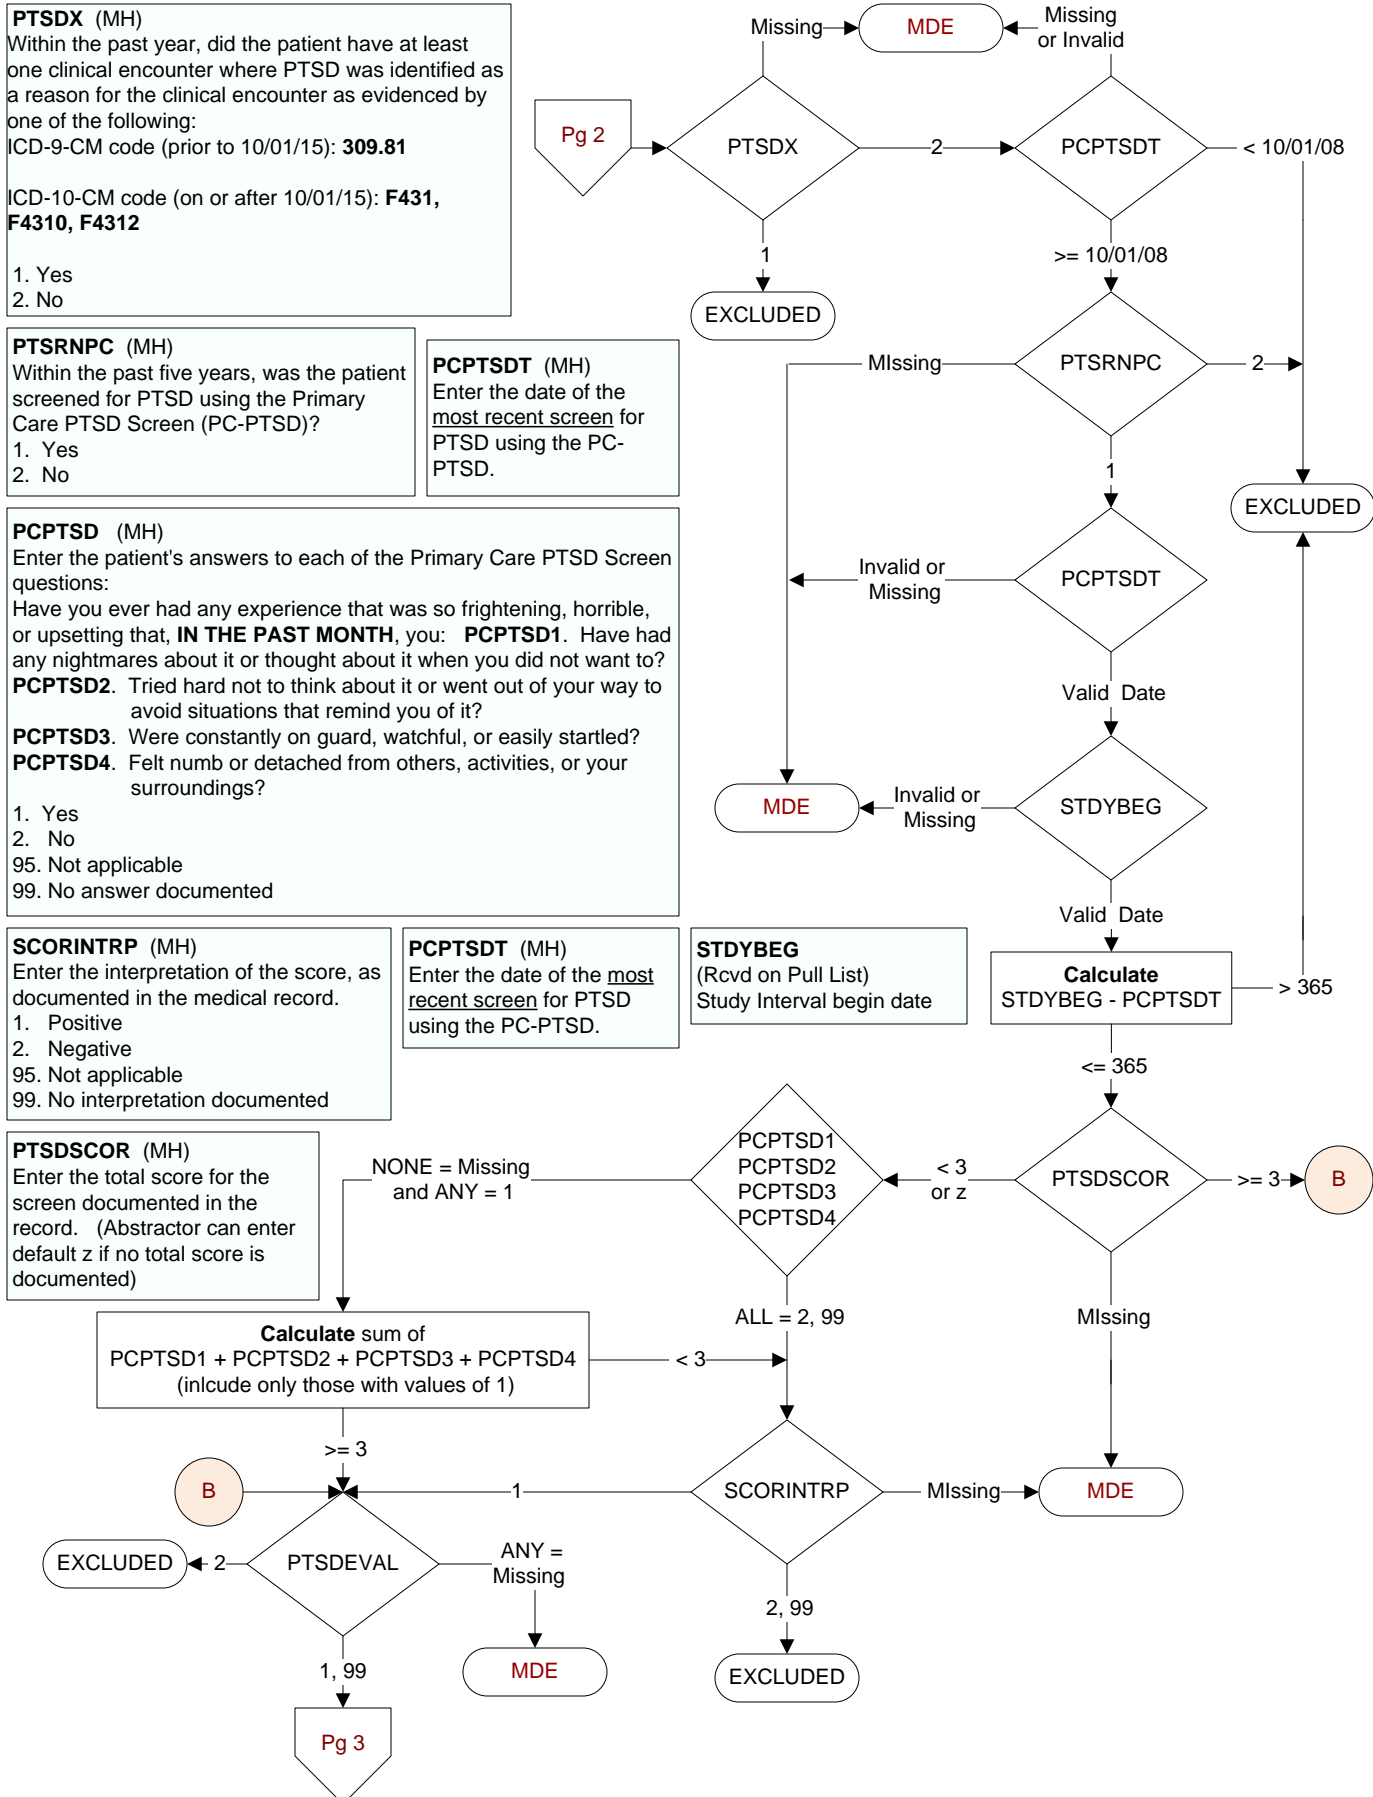 PTSDX (MH)
Within the past year, did the patient have at least
one clinical encounter where PTSD was identified as
a reason for the clinical encounter as evidenced by
one of the following:
ICD-9-CM code (prior to 10/01/15): 309.81
ICD-10-CM code (on or after 10/01/15): F431,
F4310, F4312
1. Yes
2. No
PTSRNPC (MH)
Within the past five years, was the patient
screened for PTSD using the Primary
Care PTSD Screen (PC-PTSD)?
1. Yes
2. No
PCPTSDT (MH)
Enter the date of the
most recent screen for
PTSD using the PC-
PTSD.
PCPTSD (MH)
Enter the patient's answers to each of the Primary Care PTSD Screen
questions:
Have you ever had any experience that was so frightening, horrible,
or upsetting that, IN THE PAST MONTH, you: PCPTSD1. Have had
any nightmares about it or thought about it when you did not want to?
PCPTSD2. Tried hard not to think about it or went out of your way to
avoid situations that remind you of it?
PCPTSD3. Were constantly on guard, watchful, or easily startled?
PCPTSD4. Felt numb or detached from others, activities, or your
surroundings?
1. Yes
2. No
95. Not applicable
99. No answer documented
SCORINTRP (MH)
Enter the interpretation of the score, as
documented in the medical record.
1. Positive
2. Negative
95. Not applicable
99. No interpretation documented
PCPTSDT (MH)
Enter the date of the most
recent screen for PTSD
using the PC-PTSD.
STDYBEG
(Rcvd on Pull List)
Study Interval begin date
PTSDSCOR (MH)
Enter the total score for the
screen documented in the
record. (Abstractor can enter
default z if no total score is
documented)
Missing
MDE
Missing
or Invalid
Pg 2
PTSDX
2
PCPTSDT
< 10/01/08
1
>= 10/01/08
EXCLUDED
MIssing
PTSRNPC
2
1
EXCLUDED
Invalid or
Missing
PCPTSDT
Valid Date
MDE
Invalid or
Missing
STDYBEG
Valid Date
Calculate
STDYBEG - PCPTSDT
> 365
<= 365
NONE = Missing
and ANY = 1
PCPTSD1
PCPTSD2
PCPTSD3
PCPTSD4
< 3
or z
PTSDSCOR
>= 3
B
ALL = 2, 99
MIssing
Calculate sum of
PCPTSD1 + PCPTSD2 + PCPTSD3 + PCPTSD4
(inlcude only those with values of 1)
< 3
>= 3
B
1
SCORINTRP
MIssing
MDE
EXCLUDED
2
PTSDEVAL
ANY =
Missing
2, 99
1, 99
MDE
EXCLUDED
Pg 3